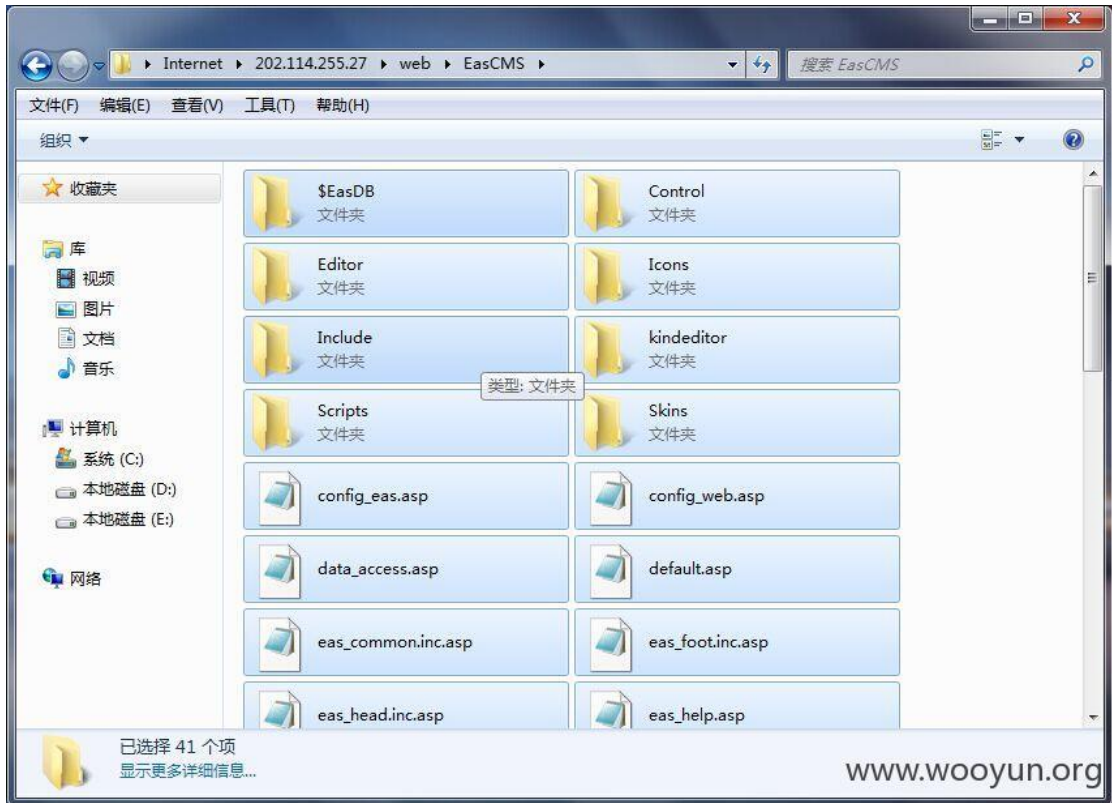 Internet 202.114.255.27 web EasCMS
搜索 EasCMS
文件(F) 编辑(E) 查看(V) 工具(T) 帮助(H)
组织
收藏夹
库
视频
图片
文档
音乐
计算机
系统 (C:)
本地磁盘 (D:)
本地磁盘 (E:)
网络
$EasDB
文件夹
Control
文件夹
Editor
文件夹
Icons
文件夹
Include
文件夹
kindeditor
文件夹
类型: 文件夹
Scripts
文件夹
Skins
文件夹
config_eas.asp
config_web.asp
data_access.asp
default.asp
eas_common.inc.asp
eas_foot.inc.asp
eas_head.inc.asp
eas_help.asp
已选择 41 个项
显示更多详细信息...
www.wooyun.org